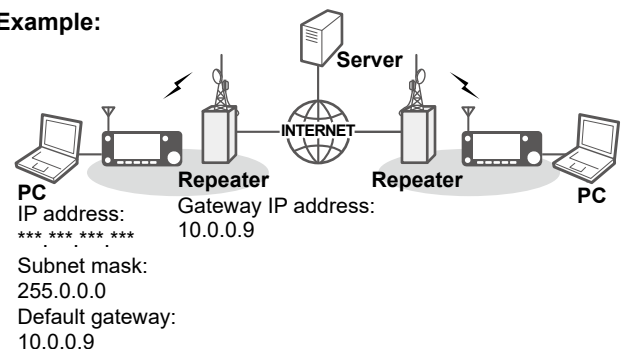 Example:
Server
INTERNET
Repeater
Repeater
PC
PC
IP address:
***.***.***.***
Gateway IP address:
10.0.0.9
Subnet mask:
255.0.0.0
Default gateway:
10.0.0.9